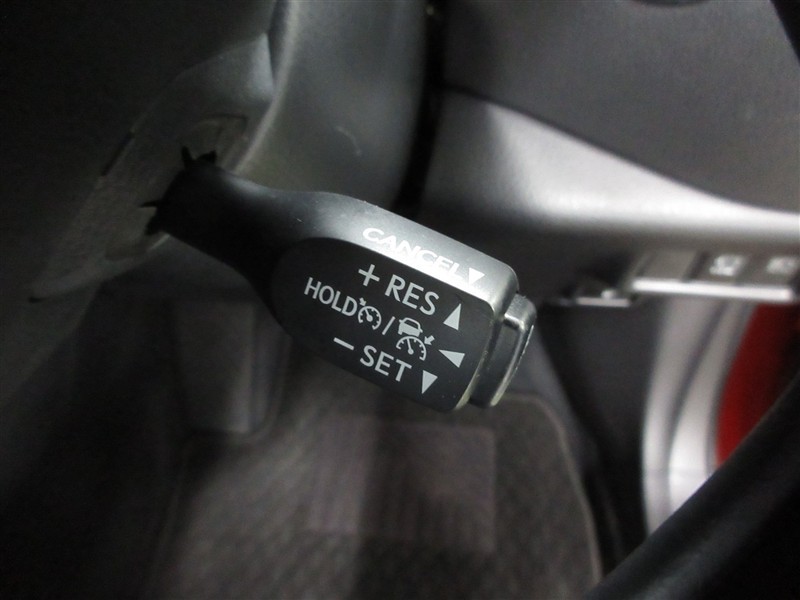 CANCEL
+ RES
HOLD /
− SET